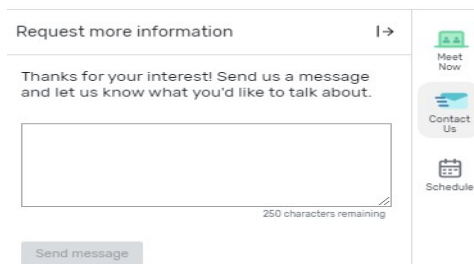 Request more information
Thanks for your interest! Send us a message
and let us know what you'd like to talk about.
250 characters remaining
Send message
Meet
Now
Contact
Us
Schedule